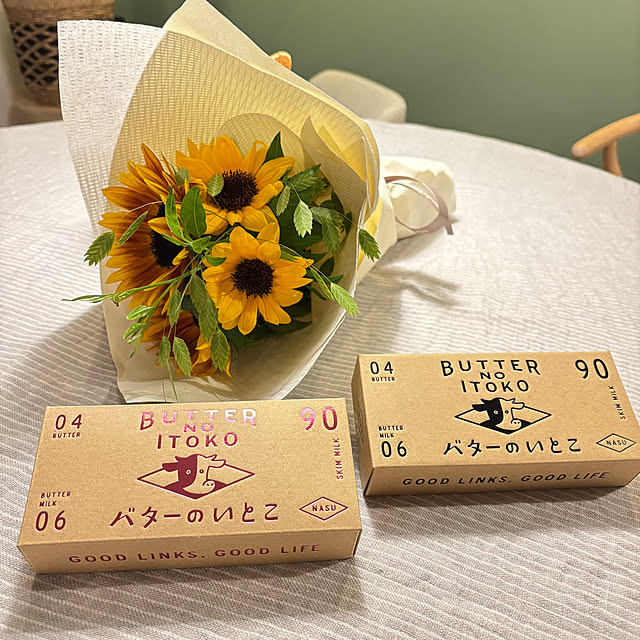 04
BUTTER
BUTTER
NO
ITOKO
90
SKIM MILK
BUTTER
MILK
06
バターのいとこ
NASU
GOOD LINKS. GOOD LIFE
04
BUTTER
BUTTER
NO
ITOKO
90
SKIM MILK
BUTTER
MILK
06
バターのいとこ
NASU
GOOD LINKS. GOOD LIFE